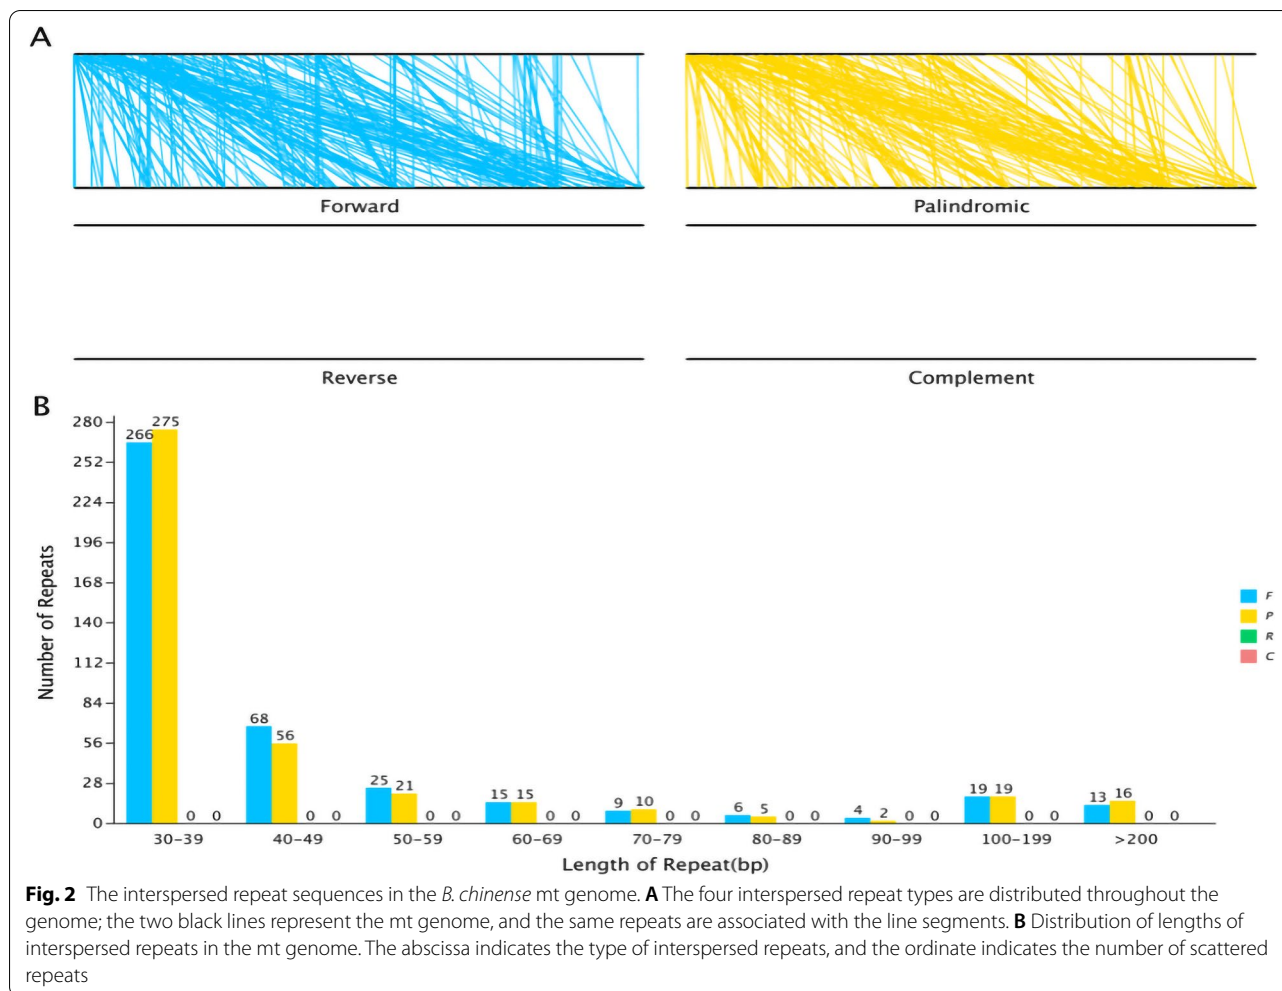 A
Forward
Palindromic
Reverse
Complement
B
Number of Repeats
280
252
224
196
168
140
112
84
56
28
0
266 275 0 0
68 56 0 0
25 21 0 0
15 15 0 0
9 10 0 0
6 5 0 0
4 2 0 0
19 19 0 0
13 16 0 0
30-39 40-49 50-59 60-69 70-79 80-89 90-99 100-199 >200
Length of Repeat(bp)
F
P
R
C
Fig. 2 The interspersed repeat sequences in the B. chinense mt genome. A The four interspersed repeat types are distributed throughout the
genome; the two black lines represent the mt genome, and the same repeats are associated with the line segments. B Distribution of lengths of
interspersed repeats in the mt genome. The abscissa indicates the type of interspersed repeats, and the ordinate indicates the number of scattered
repeats